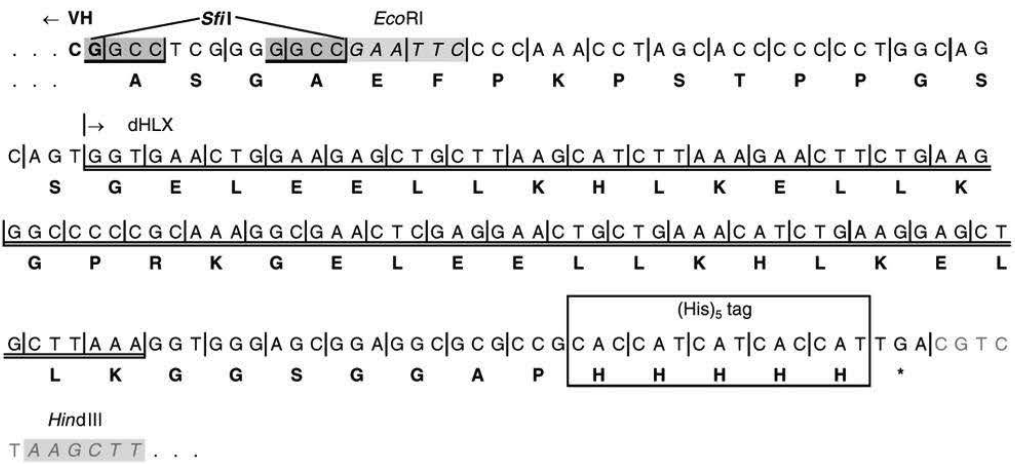 ← VH SfiI EcoRI
. . . C G|G C C|T C G|G G G|G C C|G A A|T T C|C C C|A A A|C C T|A G C|A C C|C C C|C C T|G G C|A G
. . . A S G A E F P K P S T P P G S
|→ dHLX
C|A G T|G G T|G A A|C T G|G A A|G A G|C T G|C T T|A A G|C A T|C T T|A A A|G A A|C T T|C T G|A A G
S G E L E E L L K H L K E L L K
|G G C|C C C|C G C|A A A|G G C|G A A|C T C|G A G|G A A|C T G|C T G|A A A|C A T|C T G|A A G|G A G|C T
G P R K G E L E E L L K H L K E L
(His)5 tag
G|C T T|A A A|G G T|G G G|A G C|G G A|G G C|G C G|C C G|C A C|C A T|C A T|C A C|C A T|T G A|C G T C
L K G G S G G A P H H H H H *
HindIII
T A A G C T T . . .